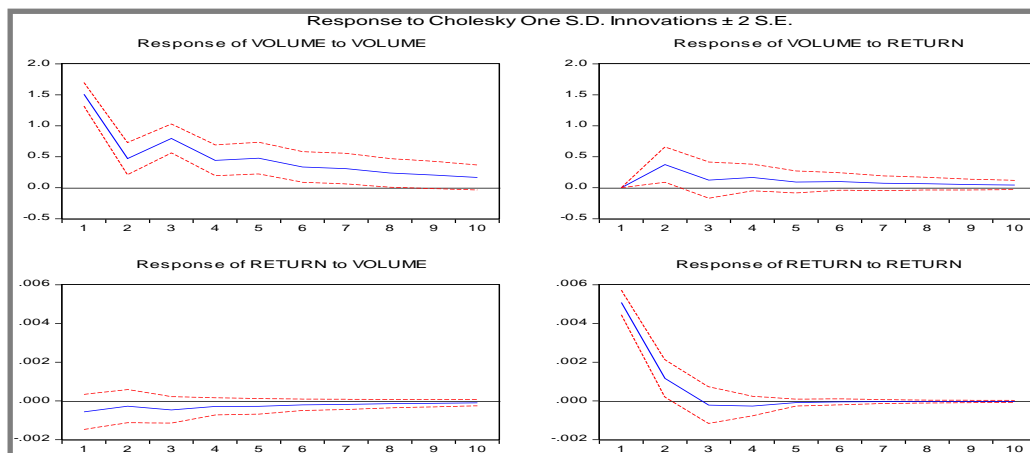 Response to Cholesky One S.D. Innovations ± 2 S.E.
Response of VOLUME to VOLUME
2.0
1.5
1.0
0.5
0.0
-0.5
1 2 3 4 5 6 7 8 9 10
Response of VOLUME to RETURN
2.0
1.5
1.0
0.5
0.0
-0.5
1 2 3 4 5 6 7 8 9 10
Response of RETURN to VOLUME
.006
.004
.002
.000
-.002
1 2 3 4 5 6 7 8 9 10
Response of RETURN to RETURN
.006
.004
.002
.000
-.002
1 2 3 4 5 6 7 8 9 10